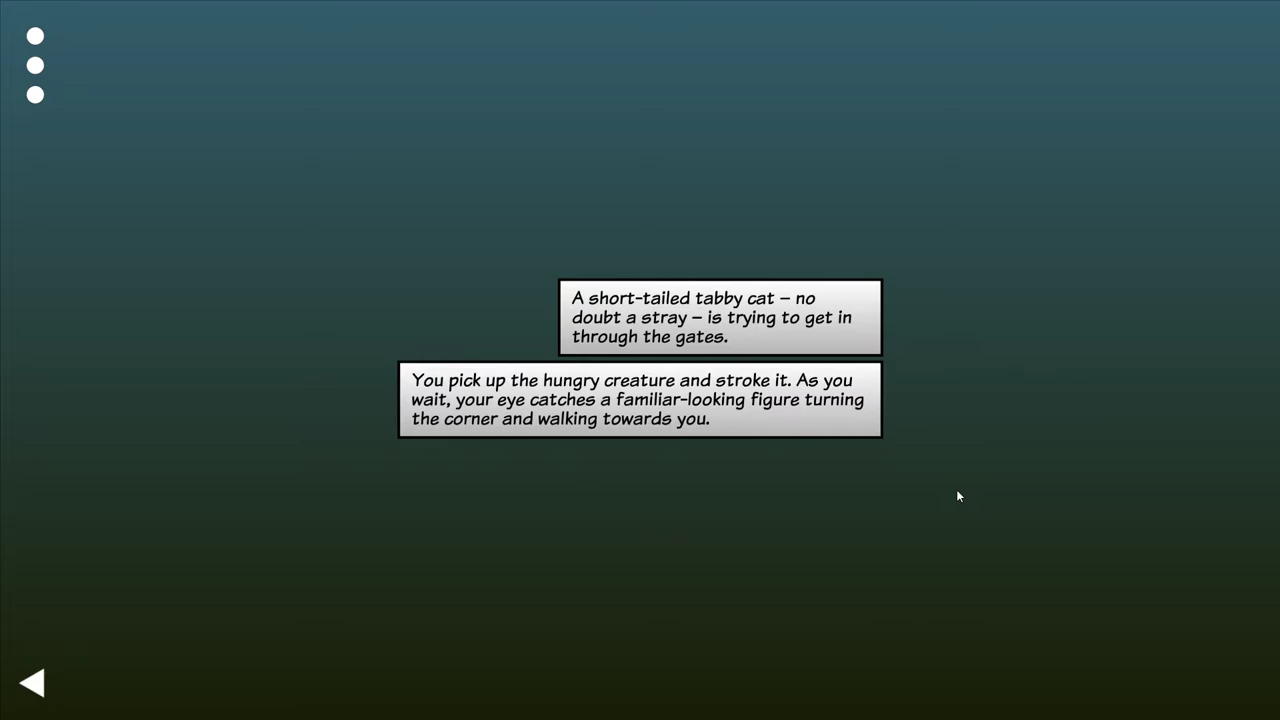 A short-tailed tabby cat – no
doubt a stray – is trying to get in
through the gates.
You pick up the hungry creature and stroke it. As you
wait, your eye catches a familiar-looking figure turning
the corner and walking towards you.